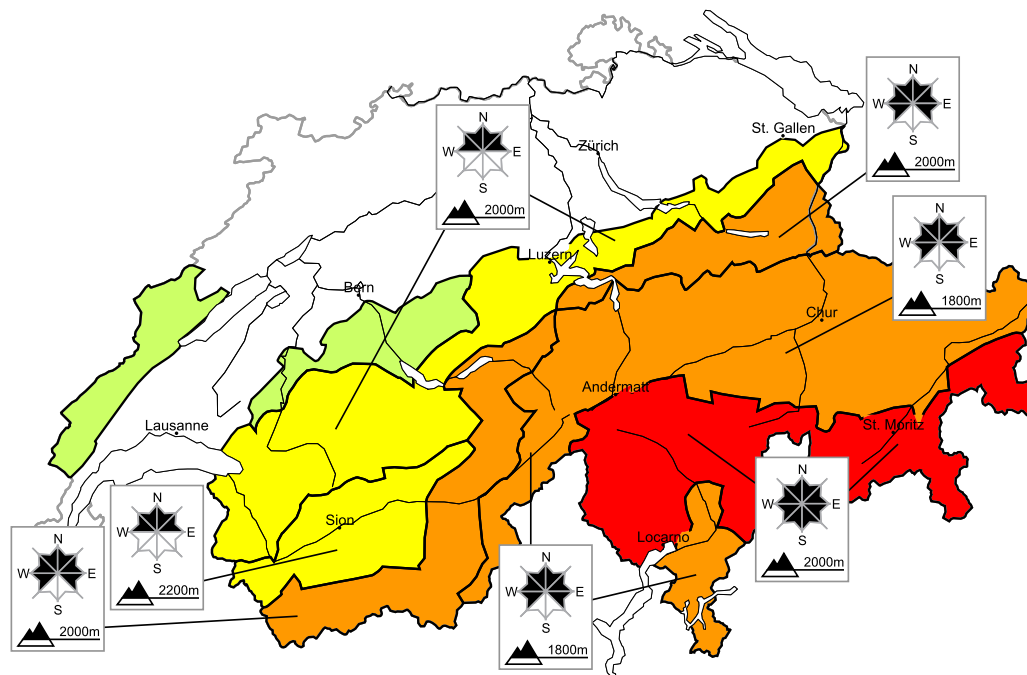 N
W E
S
2000m
St. Gallen
Zürich
N
W E
S
2000m
N
W E
S
1800m
Luzern
Bern
Chur
Andermatt
St. Moritz
Lausanne
Sion
Locarno
N
W E
S
2000m
N
W E
S
2200m
N
W E
S
2000m
N
W E
S
1800m